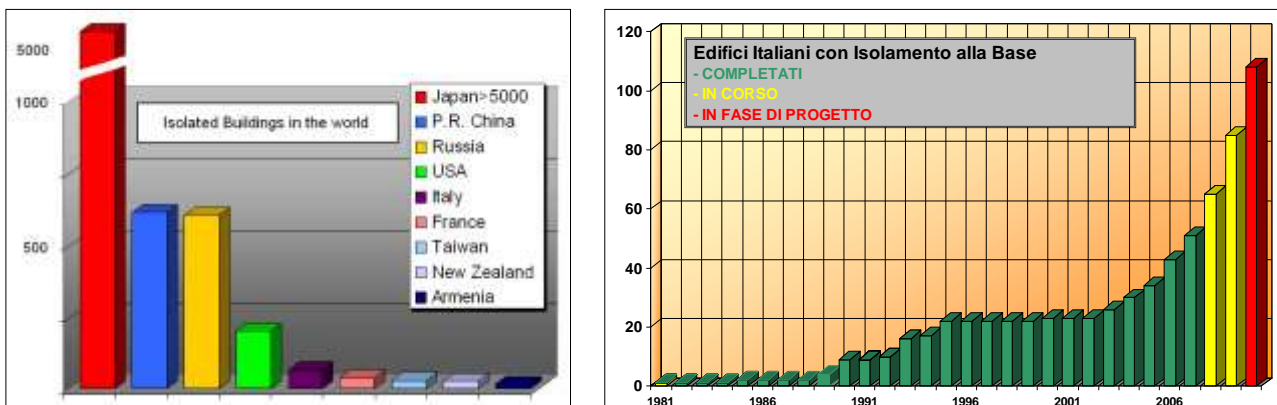 5000
1000
500
Isolated Buildings in the world
Japan>5000
P.R. China
Russia
USA
Italy
France
Taiwan
New Zealand
Armenia
120
100
80
60
40
20
0
Edifici Italiani con Isolamento alla Base
- COMPLETATI
- IN CORSO
- IN FASE DI PROGETTO
1981 1986 1991 1996 2001 2006